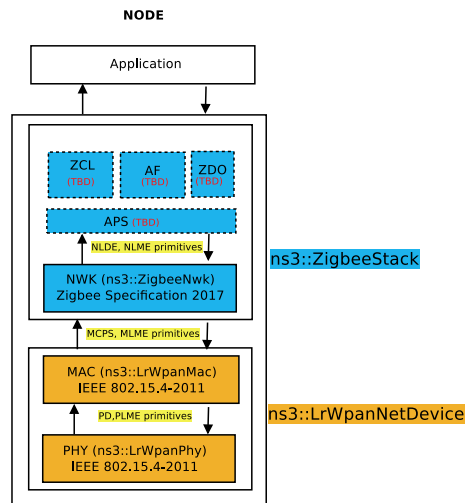 NODE
Application
ZCL
(TBD)
AF
(TBD)
ZDO
(TBD)
APS (TBD)
NLDE, NLME primitives
NWK (ns3::ZigbeeNwk)
Zigbee Specification 2017
ns3::ZigbeeStack
MCPS, MLME primitives
MAC (ns3::LrWpanMac)
IEEE 802.15.4-2011
PD,PLME primitives
ns3::LrWpanNetDevice
PHY (ns3::LrWpanPhy)
IEEE 802.15.4-2011